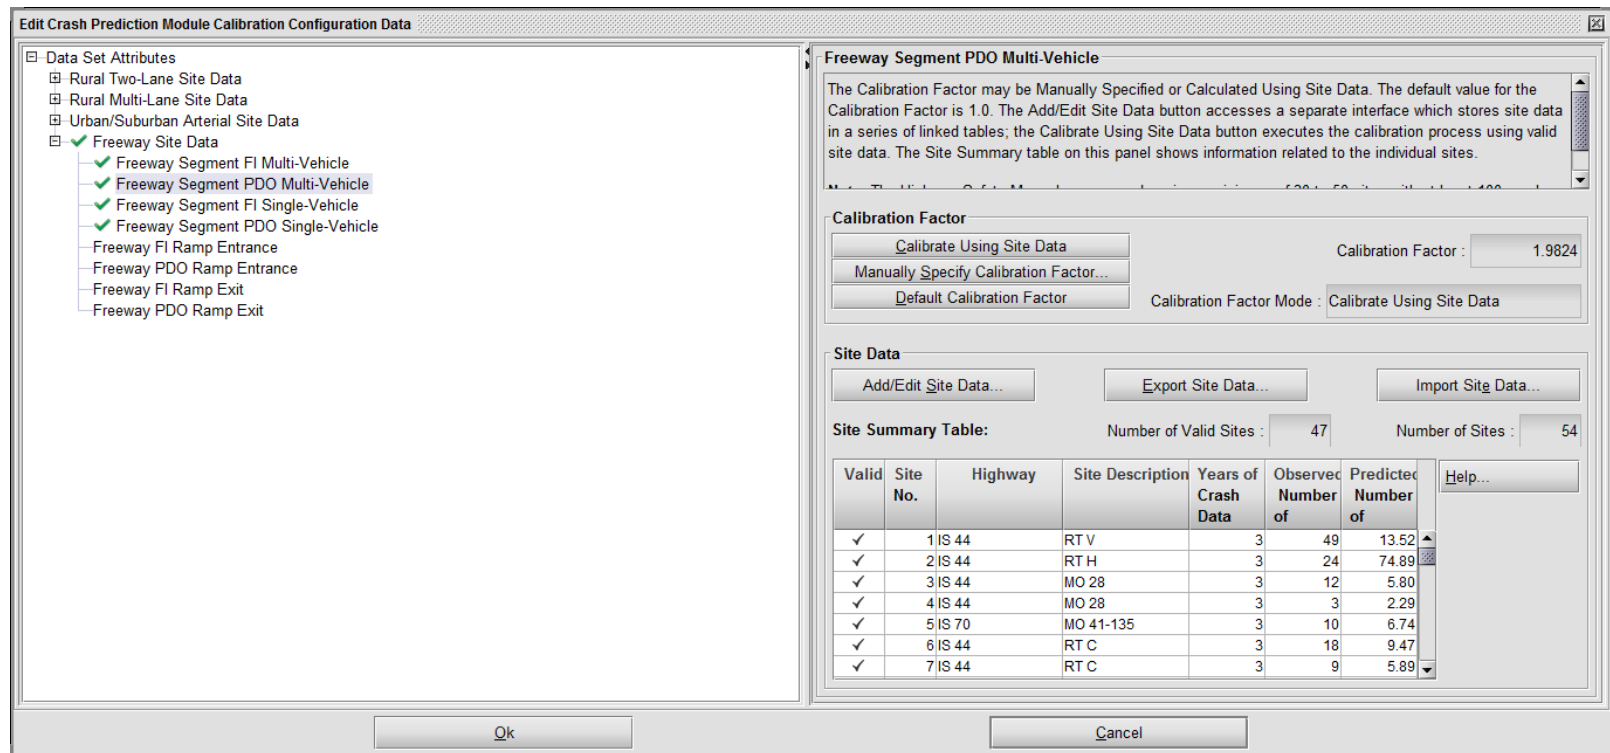 Edit Crash Prediction Module Calibration Configuration Data
Data Set Attributes
Rural Two-Lane Site Data
Rural Multi-Lane Site Data
Urban/Suburban Arterial Site Data
Freeway Site Data
Freeway Segment FI Multi-Vehicle
Freeway Segment PDO Multi-Vehicle
Freeway Segment FI Single-Vehicle
Freeway Segment PDO Single-Vehicle
Freeway FI Ramp Entrance
Freeway PDO Ramp Entrance
Freeway FI Ramp Exit
Freeway PDO Ramp Exit
Freeway Segment PDO Multi-Vehicle
The Calibration Factor may be Manually Specified or Calculated Using Site Data. The default value for the
Calibration Factor is 1.0. The Add/Edit Site Data button accesses a separate interface which stores site data
in a series of linked tables; the Calibrate Using Site Data button executes the calibration process using valid
site data. The Site Summary table on this panel shows information related to the individual sites.
Calibration Factor
Calibrate Using Site Data
Calibration Factor : 1.9824
Manually Specify Calibration Factor...
Default Calibration Factor
Calibration Factor Mode : Calibrate Using Site Data
Site Data
Add/Edit Site Data... Export Site Data... Import Site Data...
Site Summary Table: Number of Valid Sites : 47 Number of Sites : 54
Valid Site Highway Site Description Years of Observed Predicted
No. Crash Number Number
Data of of
Help...
✓ 1 IS 44 RT V 3 49 13.52
✓ 2 IS 44 RT H 3 24 74.89
✓ 3 IS 44 MO 28 3 12 5.80
✓ 4 IS 44 MO 28 3 3 2.29
✓ 5 IS 70 MO 41-135 3 10 6.74
✓ 6 IS 44 RT C 3 18 9.47
✓ 7 IS 44 RT C 3 9 5.89
Ok Cancel